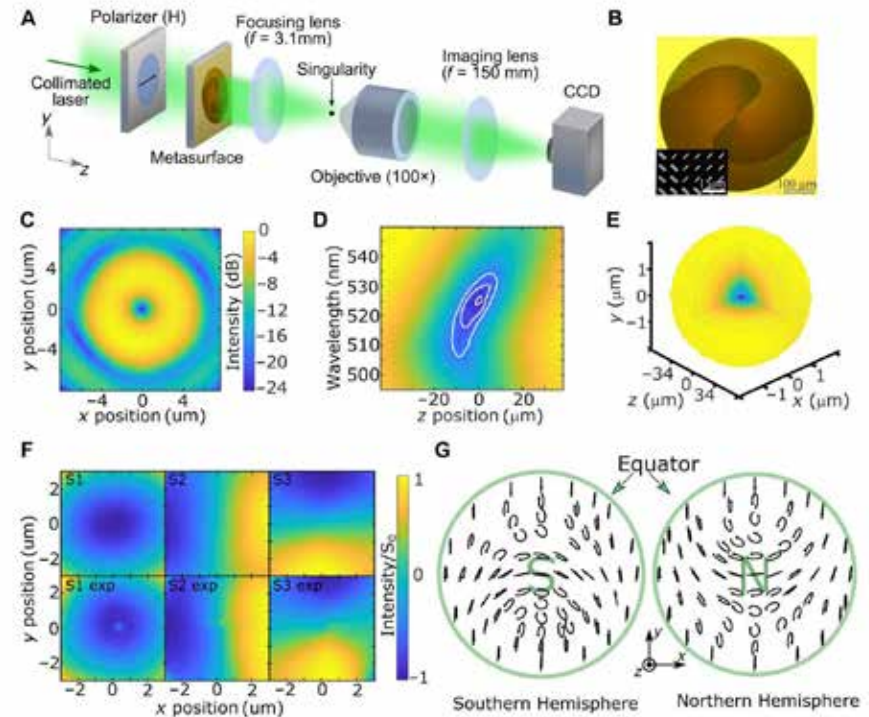 A
Polarizer (H)
Focusing lens
(f = 3.1mm)
Singularity
Imaging lens
(f = 150 mm)
CCD
Collimated
laser
Metasurface
Objective (100×)
y
z
B
100 μm
C
y position (um)
4
0
−4
−4 0 4
x position (um)
Intensity (dB)
0
−4
−8
−12
−16
−20
−24
D
Wavelength (nm)
540
530
520
510
500
−20 0 20
z position (μm)
E
y (μm)
1
0
−1
−34
0
34
z (μm)
−1
0
1
x (μm)
F
S1
S2
S3
S1 exp
S2 exp
S3 exp
y position (um)
2
0
−2
2
0
−2
−2 0 2
−2 0 2
−2 0 2
x position (um)
Intensity/S₀
1
0
−1
G
Equator
S
N
y
z
x
Southern Hemisphere
Northern Hemisphere